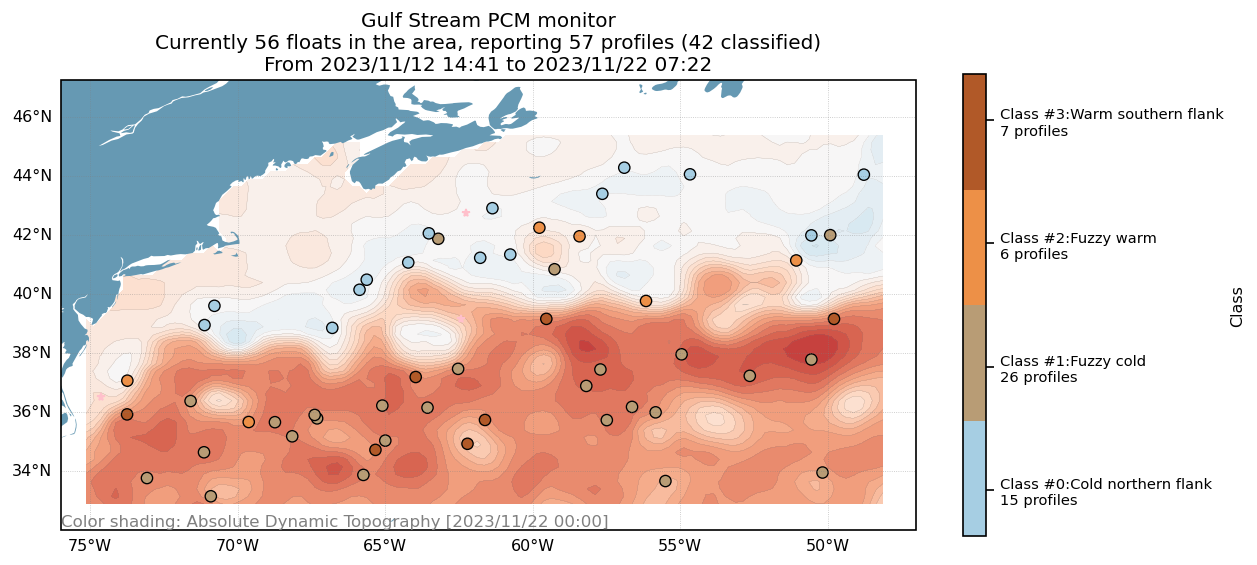 Gulf Stream PCM monitor
Currently 56 floats in the area, reporting 57 profiles (42 classified)
From 2023/11/12 14:41 to 2023/11/22 07:22
46°N
44°N
42°N
40°N
38°N
36°N
34°N
Color shading: Absolute Dynamic Topography [2023/11/22 00:00]
75°W
70°W
65°W
60°W
55°W
50°W
Class #3:Warm southern flank
7 profiles
Class #2:Fuzzy warm
6 profiles
Class #1:Fuzzy cold
26 profiles
Class #0:Cold northern flank
15 profiles
Class